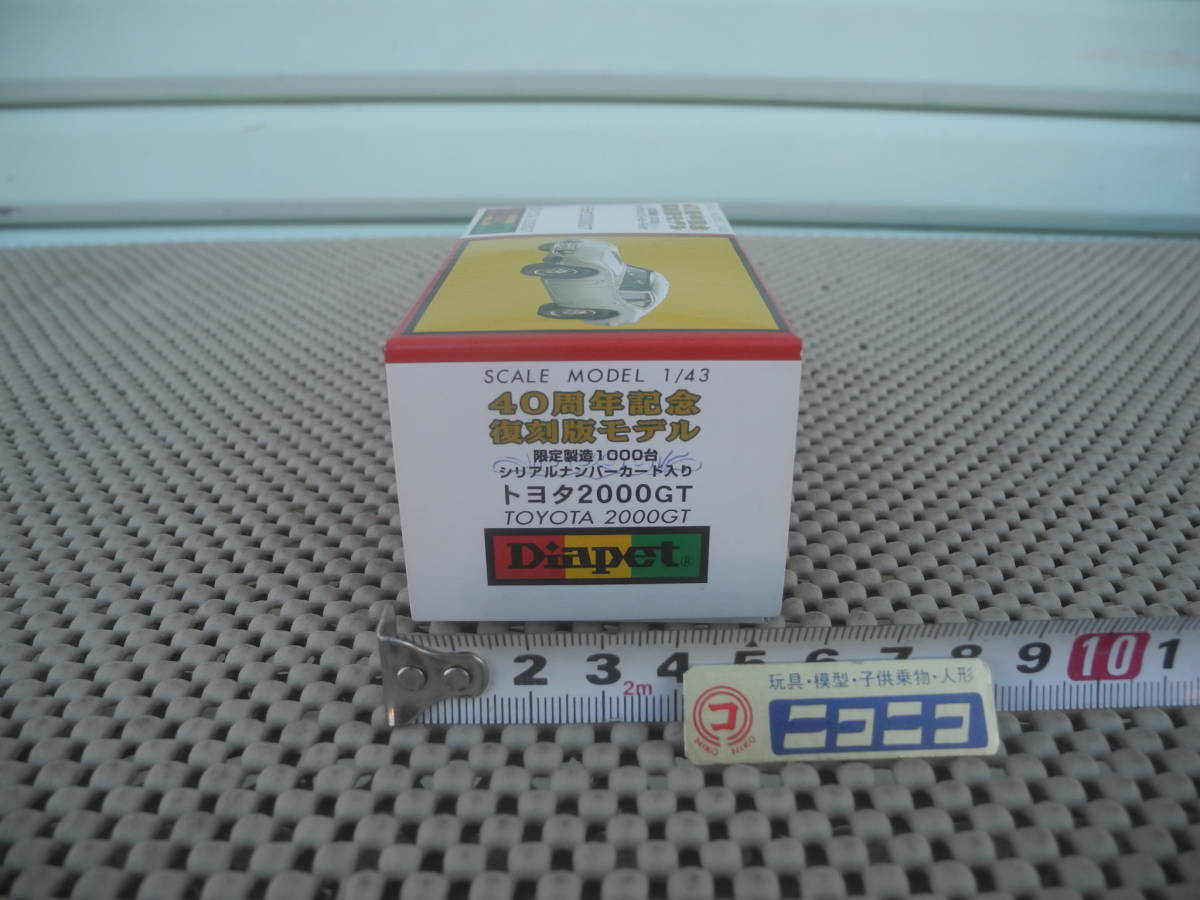 SCALE MODEL 1/43
40周年記念
復刻版モデル
限定製造1000台
シリアルナンバーカード入り
トヨタ2000GT
TOYOTA 2000GT
Diapet®
2 3 4 5 6 7 8 9 10 1
2m
玩具・模型・子供乗物・人形
コ
NIKO NIKO
ニコニコ